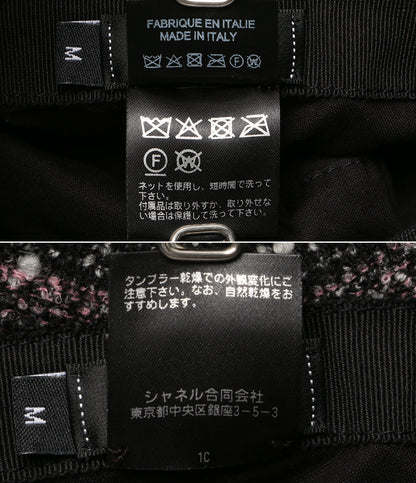 FABRIQUE EN ITALIE
MADE IN ITALY
M
F
W
ネットを使用し、短時間で洗って
下さい。
付属品は取り外すか、取り外せな
い場合は保護して洗って下さい。
タンブラー乾燥での外観変化にご
注意下さい。なお、自然乾燥をお
すすめします。
M
シャネル合同会社
東京都中央区銀座3-5-3
1C